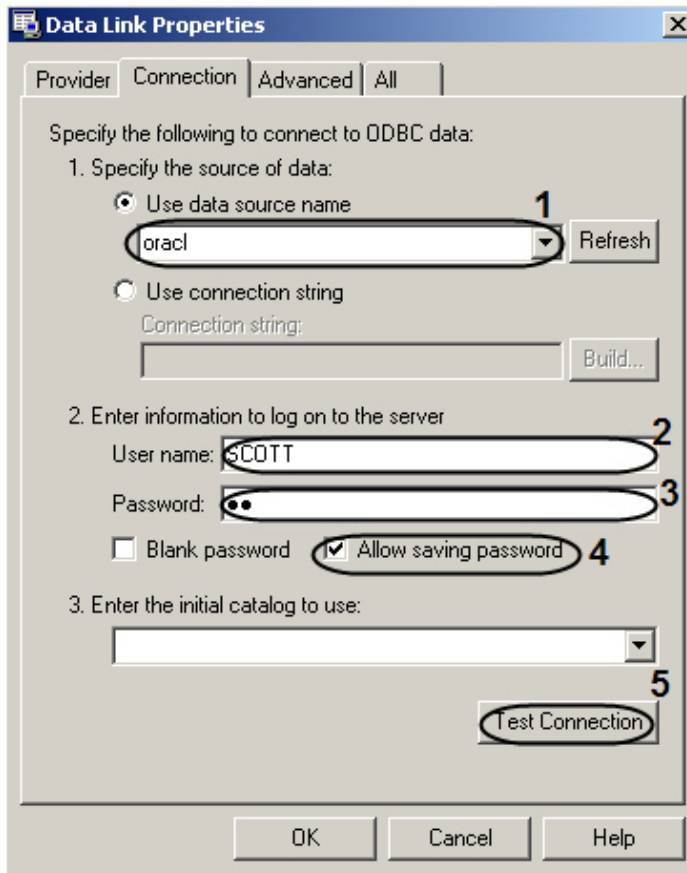 Data Link Properties
Provider Connection Advanced All
Specify the following to connect to ODBC data:
1. Specify the source of data:
Use data source name 1
oracl Refresh
Use connection string
Connection string:
Build...
2. Enter information to log on to the server
User name: SCOTT 2
Password: •• 3
Blank password Allow saving password 4
3. Enter the initial catalog to use:
5
Test Connection
OK Cancel Help